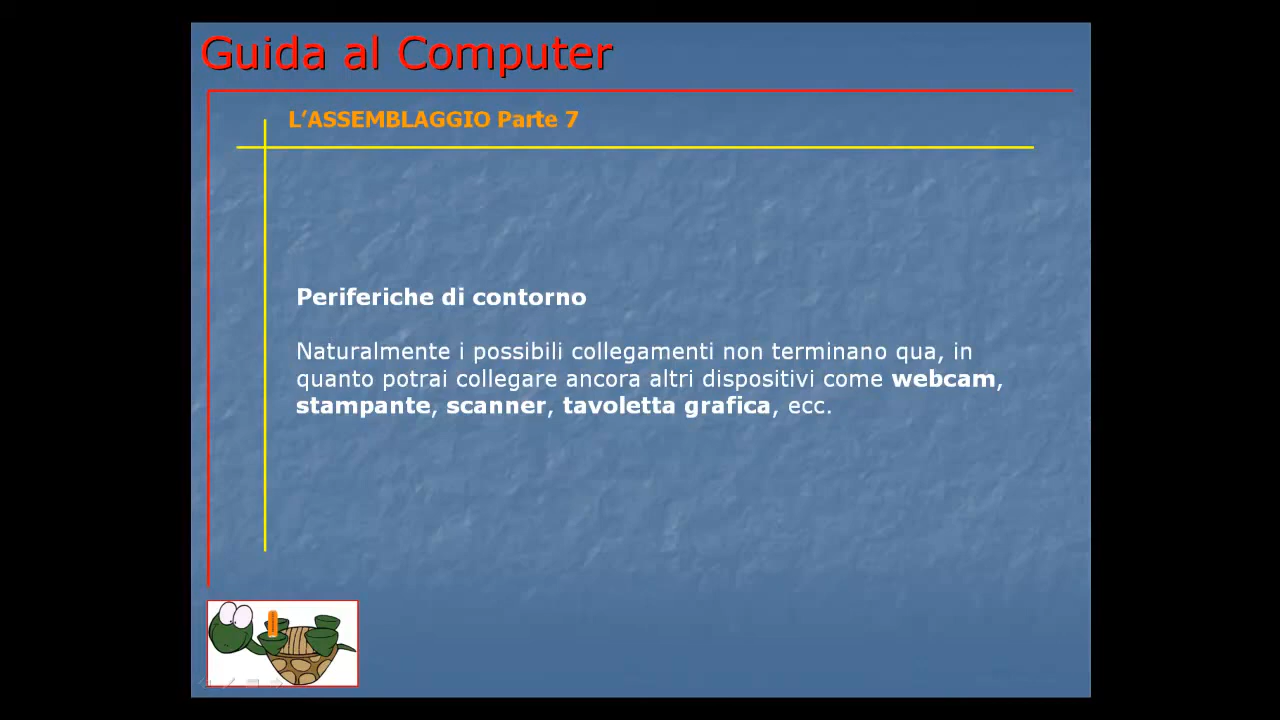 Guida al Computer
L’ASSEMBLAGGIO Parte 7
Periferiche di contorno
Naturalmente i possibili collegamenti non terminano qua, in
quanto potrai collegare ancora altri dispositivi come webcam,
stampante, scanner, tavoletta grafica, ecc.